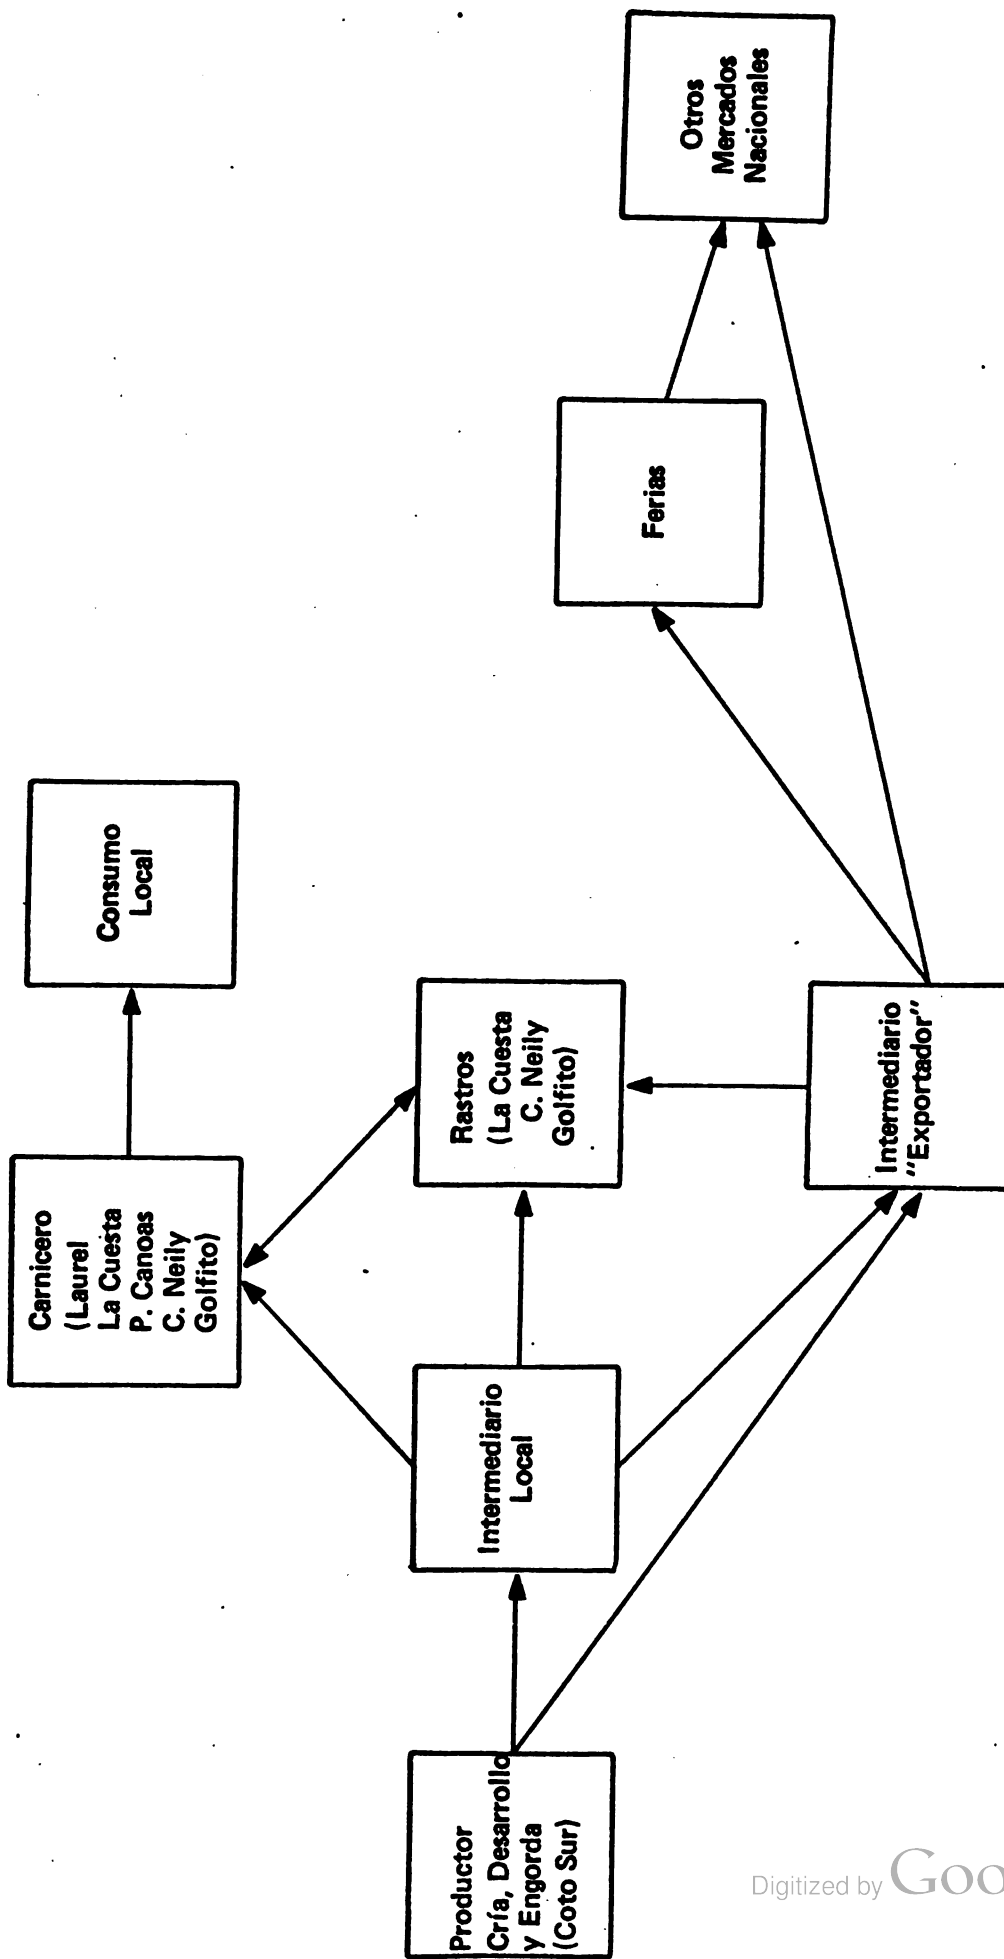 Productor
Cría, Desarrollo
y Engorda
(Coto Sur)
Intermediario
Local
Carnicero
(Laurel
La Cuesta
P. Canoas
C. Neily
Golfito)
Consumo
Local
Rastros
(La Cuesta
C. Neily
Golfito)
Intermediario
"Exportador"
Ferias
Otros
Mercados
Nacionales
Digitized by Goo